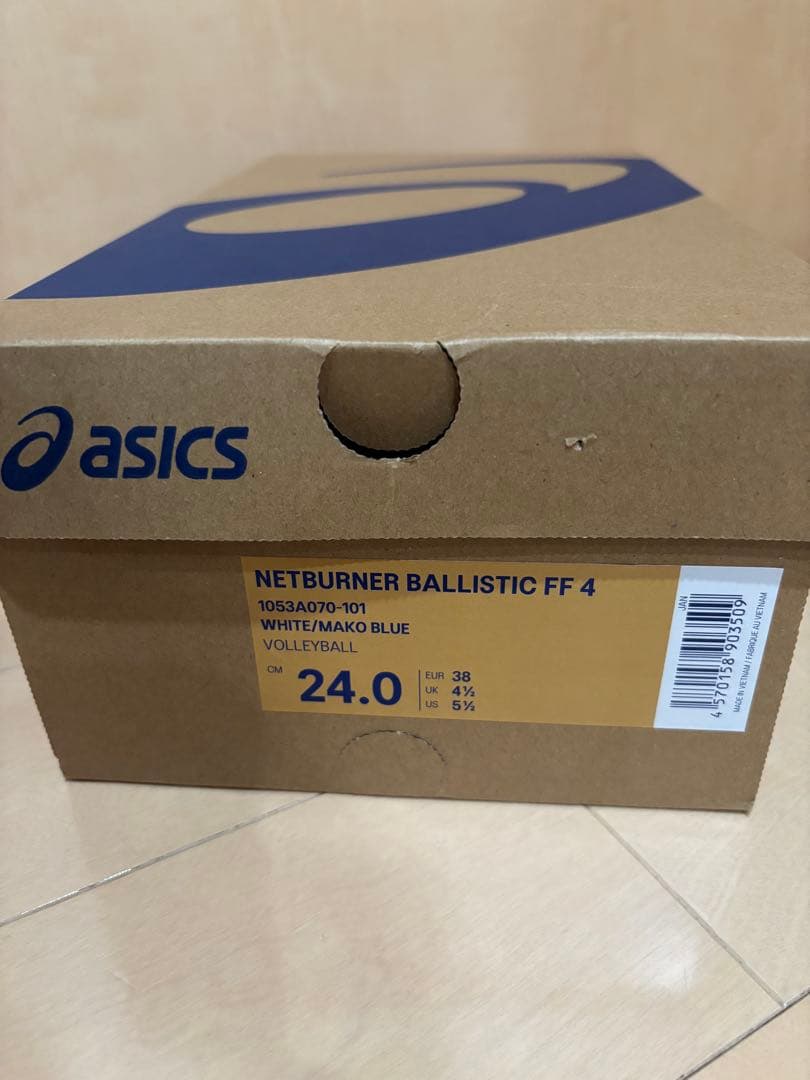 asics
NETBURNER BALLISTIC FF 4
1053A070-101
WHITE/MAKO BLUE
VOLLEYBALL
CM 24.0
EUR 38
UK 4½
US 5½
JAN
4 570158 903509
MADE IN VIETNAM / FABRIQUÉ AU VIETNAM